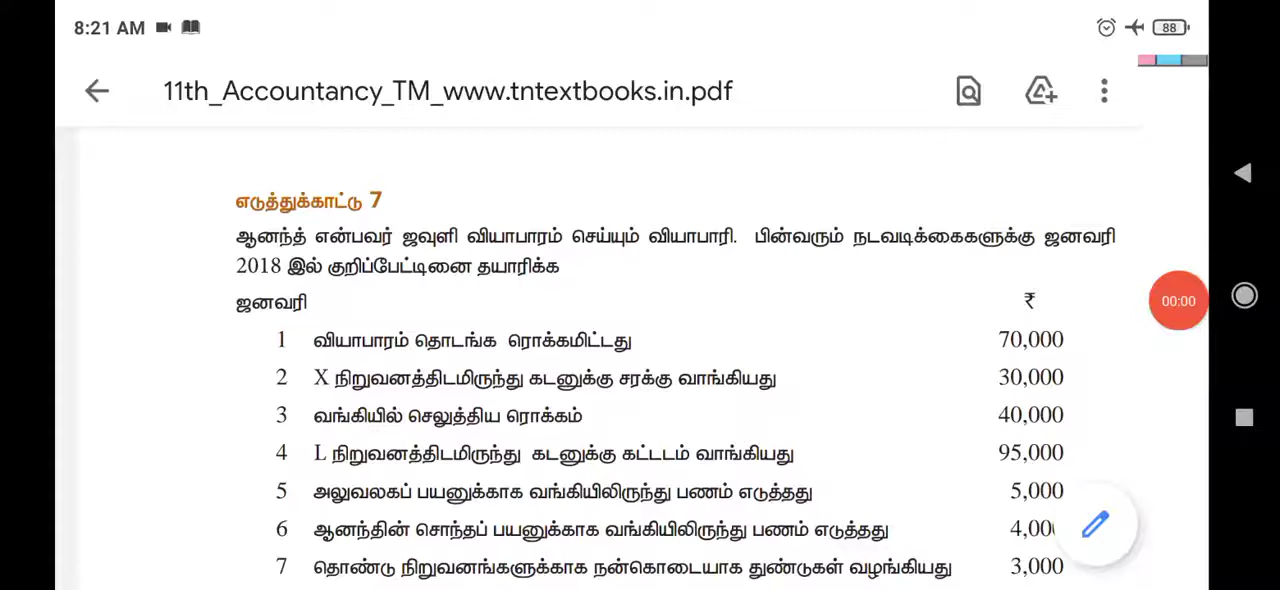 8:21 AM
88
11th_Accountancy_TM_www.tntextbooks.in.pdf
எடுத்துக்காட்டு 7
ஆனந்த் என்பவர் ஜவுளி வியாபாரம் செய்யும் வியாபாரி. பின்வரும் நடவடிக்கைகளுக்கு ஜனவரி
2018 இல் குறிப்பேட்டினை தயாரிக்க
ஜனவரி ₹
1 வியாபாரம் தொடங்க ரொக்கமிட்டது 70,000
2 X நிறுவனத்திடமிருந்து கடனுக்கு சரக்கு வாங்கியது 30,000
3 வங்கியில் செலுத்திய ரொக்கம் 40,000
4 L நிறுவனத்திடமிருந்து கடனுக்கு கட்டடம் வாங்கியது 95,000
5 அலுவலகப் பயனுக்காக வங்கியிலிருந்து பணம் எடுத்தது 5,000
6 ஆனந்தின் சொந்தப் பயனுக்காக வங்கியிலிருந்து பணம் எடுத்தது 4,00
7 தொண்டு நிறுவனங்களுக்காக நன்கொடையாக துண்டுகள் வழங்கியது 3,000
00:00